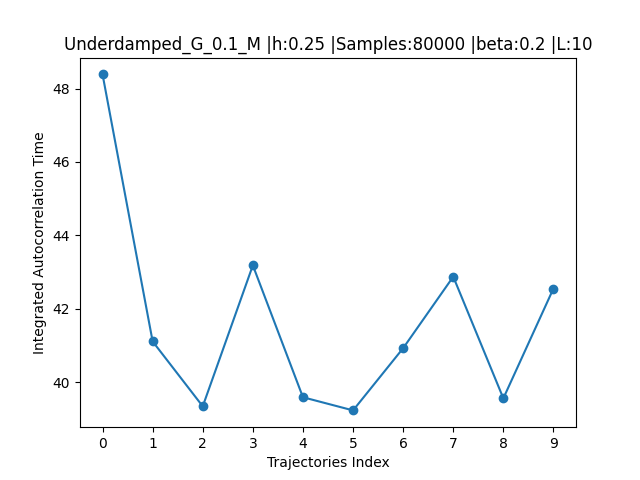 Underdamped_G_0.1_M |h:0.25 |Samples:80000 |beta:0.2 |L:10
Integrated Autocorrelation Time
48
46
44
42
40
0 1 2 3 4 5 6 7 8 9
Trajectories Index